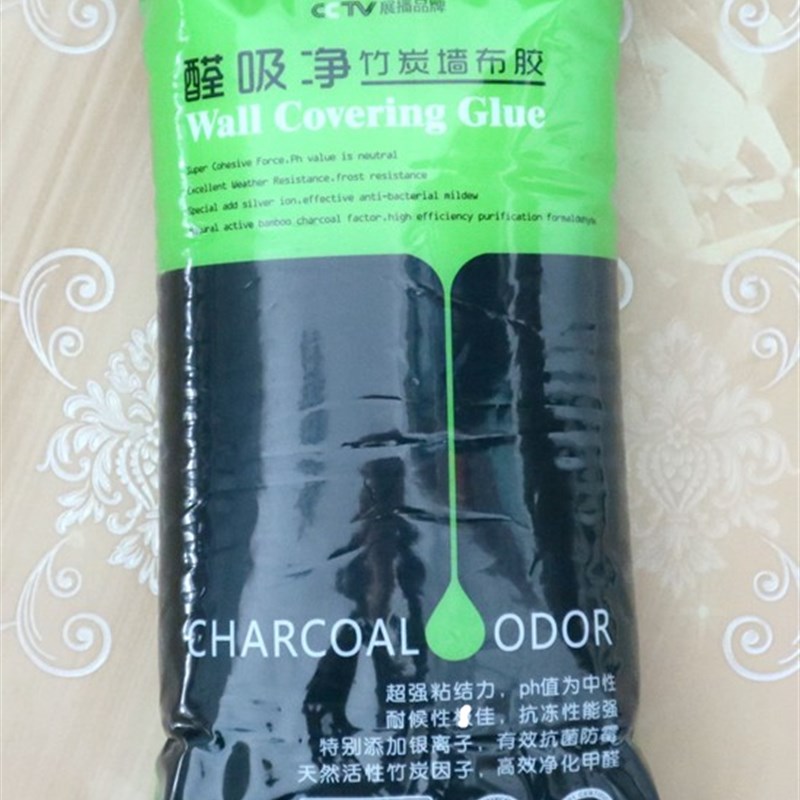 CCTV 展播品牌
醛吸净竹炭墙布胶
Wall Covering Glue
Super Cohesive Force.Ph value is neutral
Excellent Weather Resistance.frost resistance
Special add silver ion.effective anti-bacterial mildew
Natural active bamboo charcoal factor.high efficiency purification formaldehyde
CHARCOAL ODOR
超强粘结力，ph值为中性
耐候性 佳，抗冻性能强
特别添加银离子，有效抗菌防霉
天然活性竹炭因子，高效净化甲醛